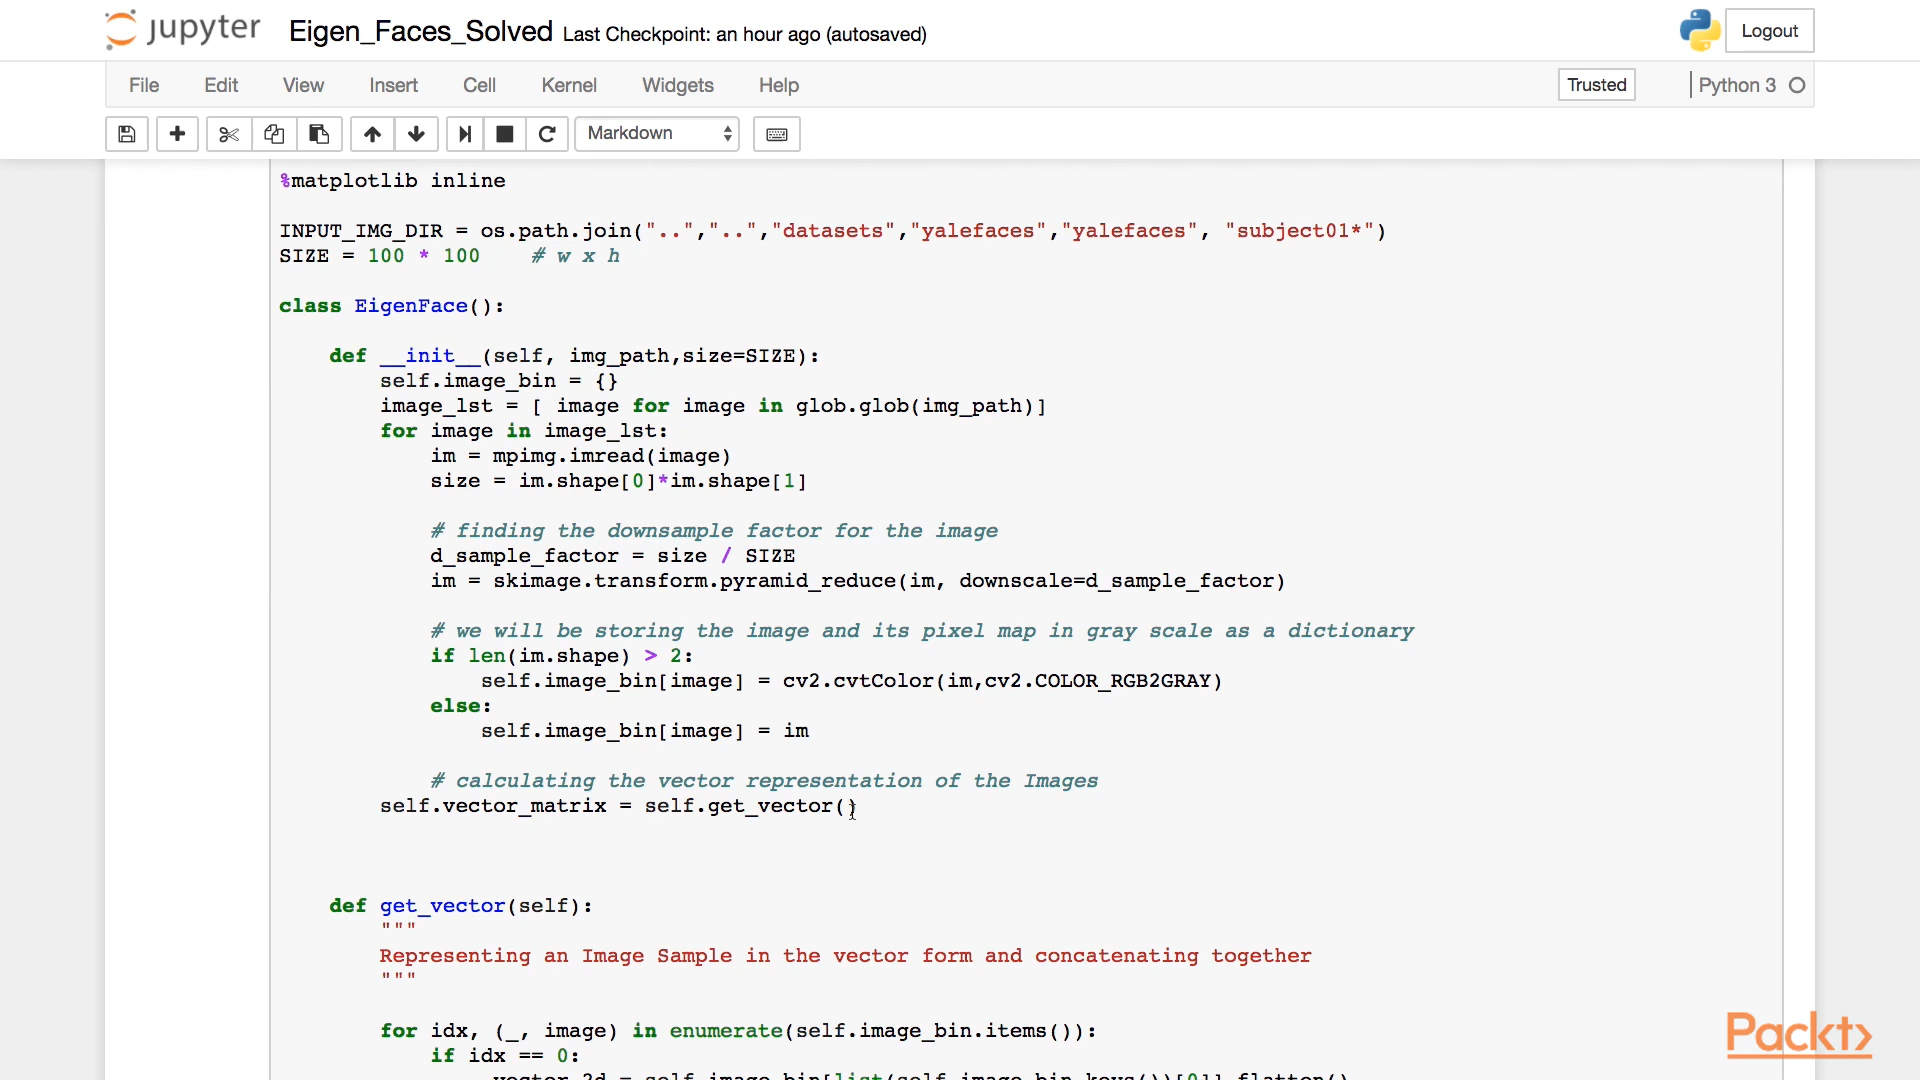 jupyter Eigen_Faces_Solved Last Checkpoint: an hour ago (autosaved) Logout
File Edit View Insert Cell Kernel Widgets Help Trusted Python 3
Markdown
%matplotlib inline
INPUT_IMG_DIR = os.path.join("..","..","datasets","yalefaces","yalefaces", "subject01*")
SIZE = 100 * 100    # w x h
class EigenFace():
    def __init__(self, img_path,size=SIZE):
        self.image_bin = {}
        image_lst = [ image for image in glob.glob(img_path)]
        for image in image_lst:
            im = mpimg.imread(image)
            size = im.shape[0]*im.shape[1]
            # finding the downsample factor for the image
            d_sample_factor = size / SIZE
            im = skimage.transform.pyramid_reduce(im, downscale=d_sample_factor)
            # we will be storing the image and its pixel map in gray scale as a dictionary
            if len(im.shape) > 2:
                self.image_bin[image] = cv2.cvtColor(im,cv2.COLOR_RGB2GRAY)
            else:
                self.image_bin[image] = im
            # calculating the vector representation of the Images
        self.vector_matrix = self.get_vector()
    def get_vector(self):
        """
        Representing an Image Sample in the vector form and concatenating together
        """
        for idx, (_, image) in enumerate(self.image_bin.items()):
            if idx == 0:
                vector_2d = self.image_bin[list(self.image_bin.keys())[0]].flatten()
Packt>